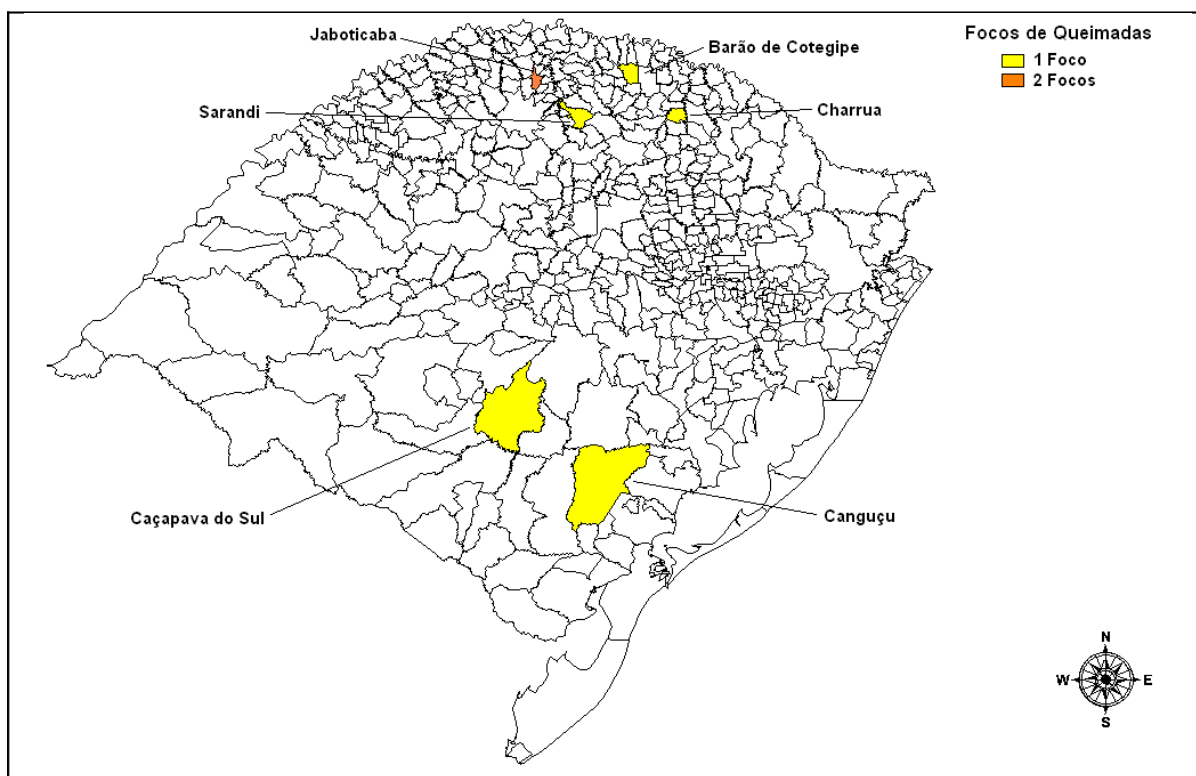 Focos de Queimadas
1 Foco
2 Focos
Jaboticaba
Barão de Cotegipe
Sarandi
Charrua
Caçapava do Sul
Canguçu
N
W
E
S